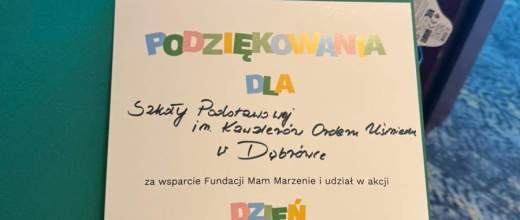 PODZIĘKOWANIA
DLA
Szkoły Podstawowej
im. Kawalerów Orderu Uśmiechu
w Dąbrówce
za wsparcie Fundacji Mam Marzenie i udział w akcji
DZIEŃ